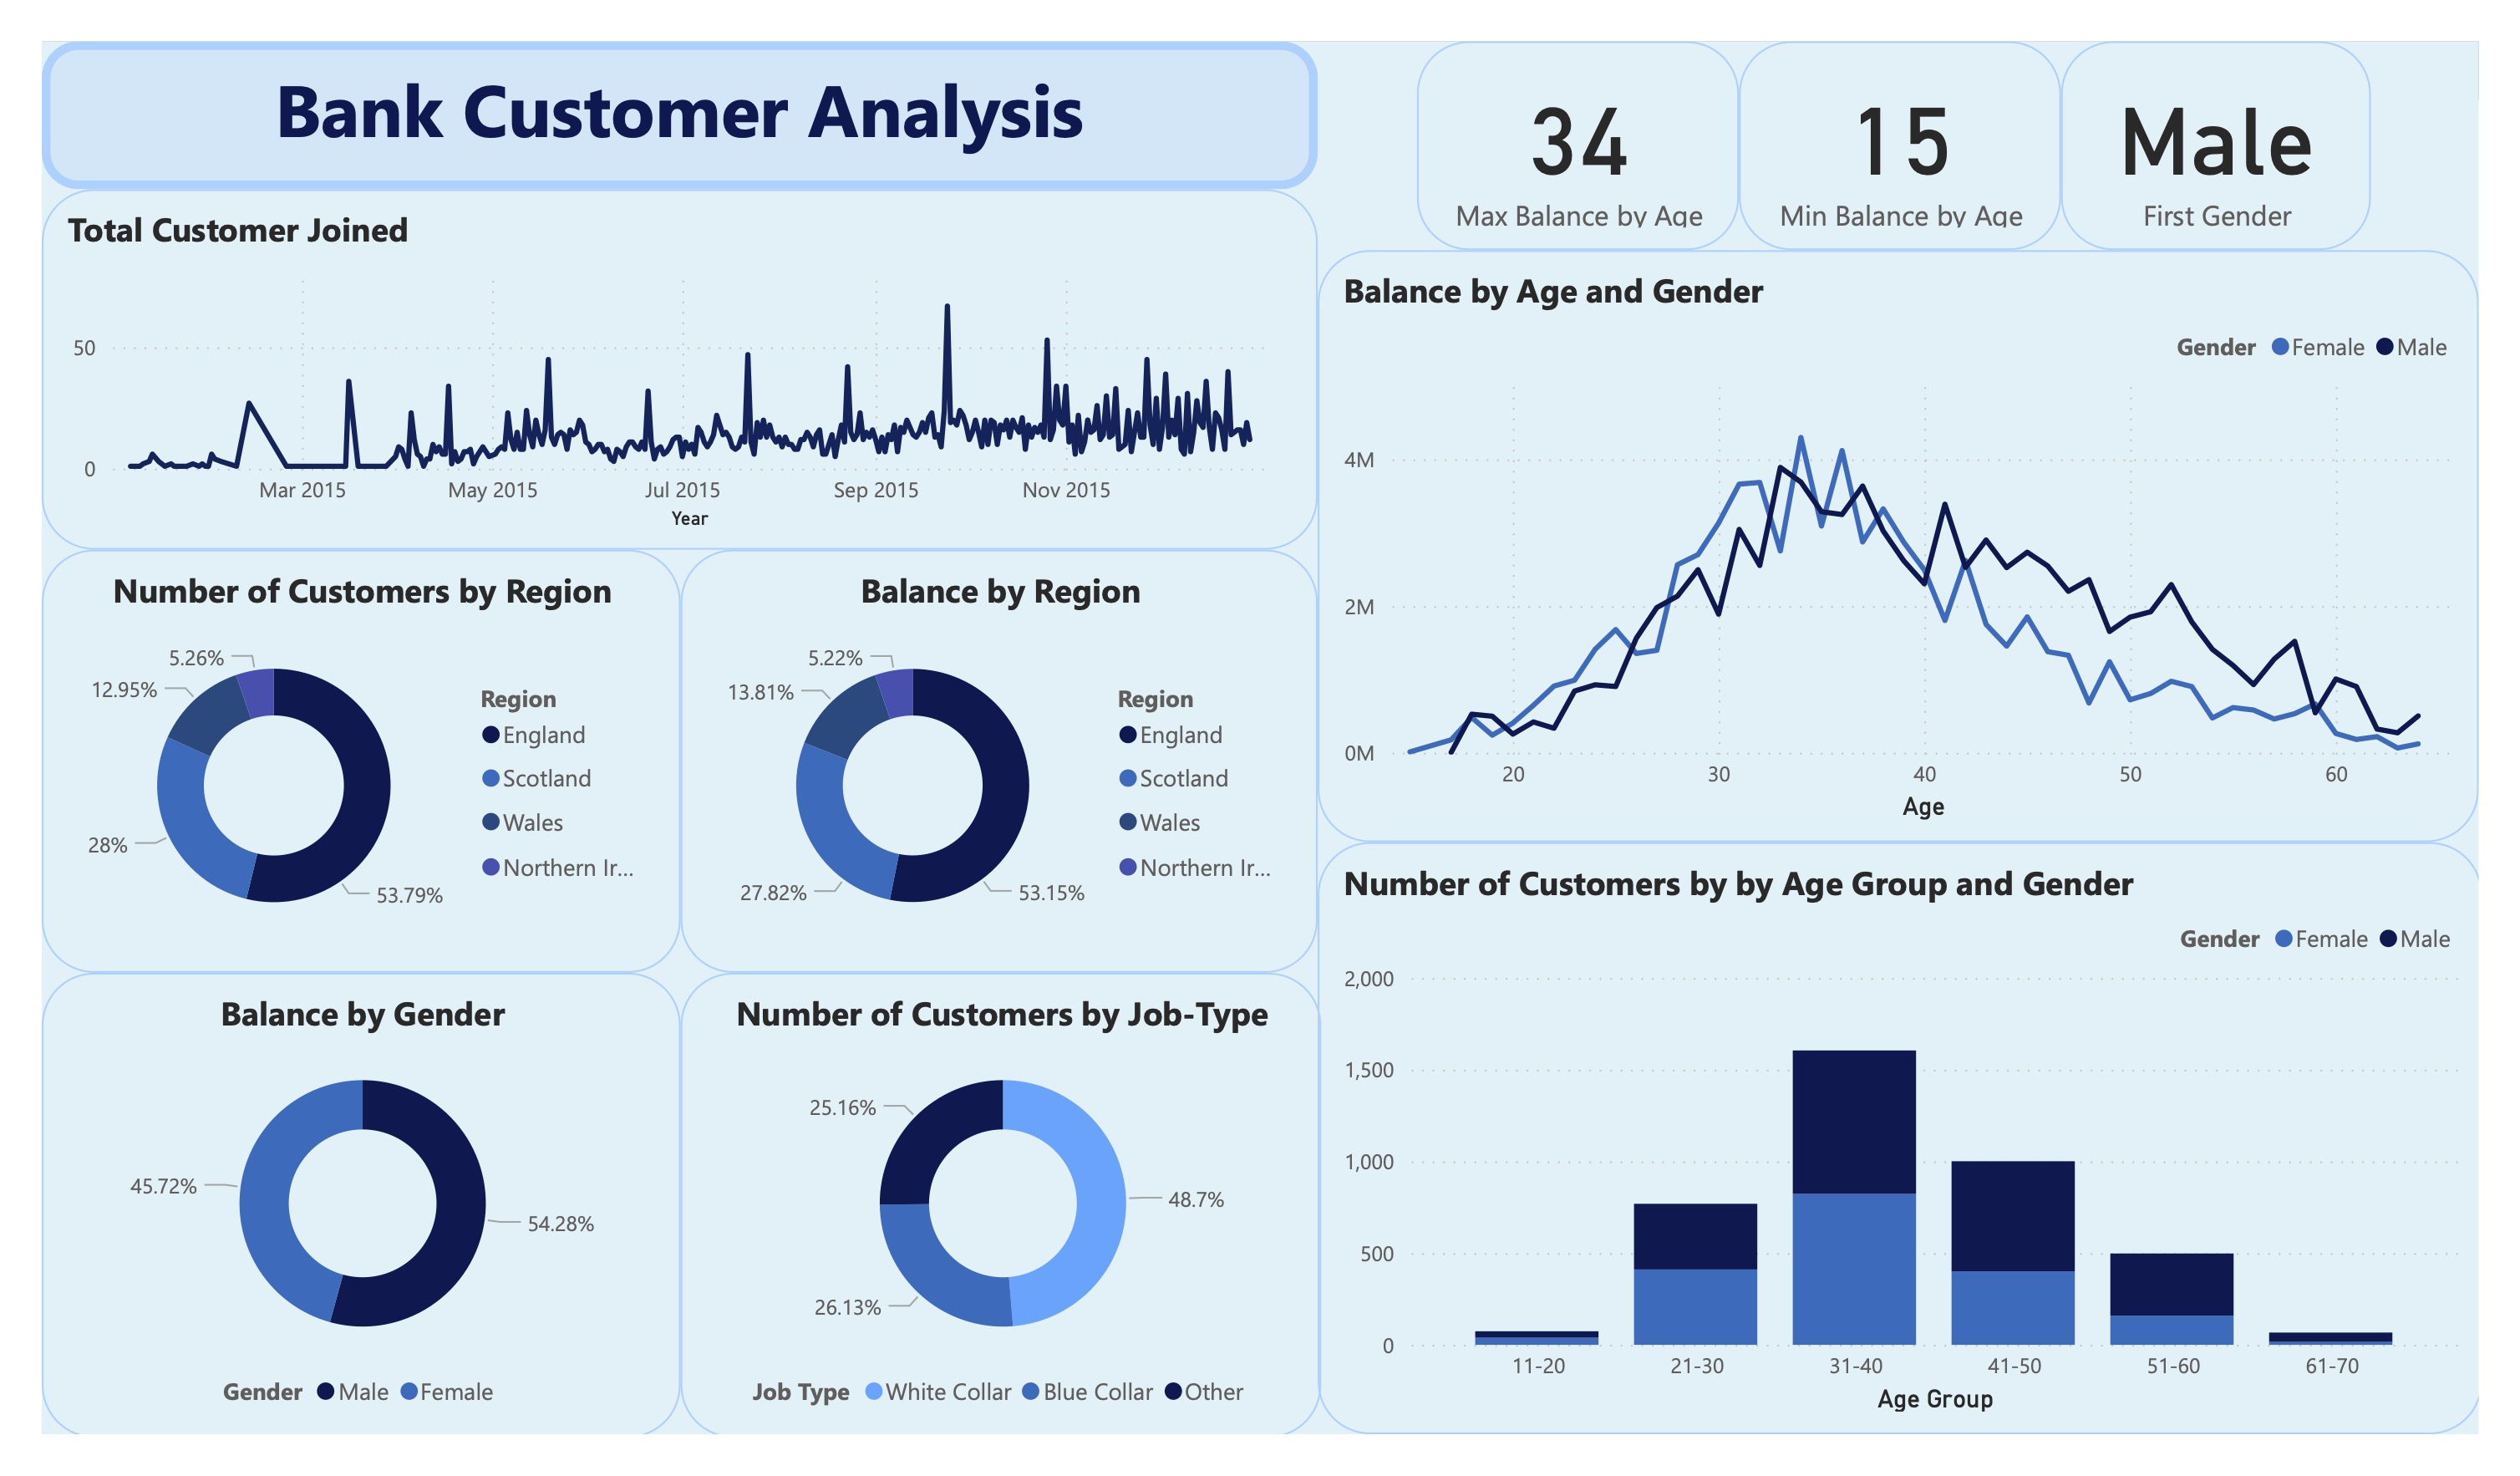 Bank Customer Analysis
34
Max Balance by Age
15
Min Balance by Age
Male
First Gender
Total Customer Joined
50
0
Mar 2015 May 2015 Jul 2015 Sep 2015 Nov 2015
Year
Number of Customers by Region
5.26%
12.95%
28%
53.79%
Region
England
Scotland
Wales
Northern Ir...
Balance by Region
5.22%
13.81%
27.82%
53.15%
Region
England
Scotland
Wales
Northern Ir...
Balance by Gender
45.72%
54.28%
Gender Male Female
Number of Customers by Job-Type
25.16%
48.7%
26.13%
Job Type White Collar Blue Collar Other
Balance by Age and Gender
Gender Female Male
4M
2M
0M
20 30 40 50 60
Age
Number of Customers by by Age Group and Gender
Gender Female Male
2,000
1,500
1,000
500
0
11-20 21-30 31-40 41-50 51-60 61-70
Age Group